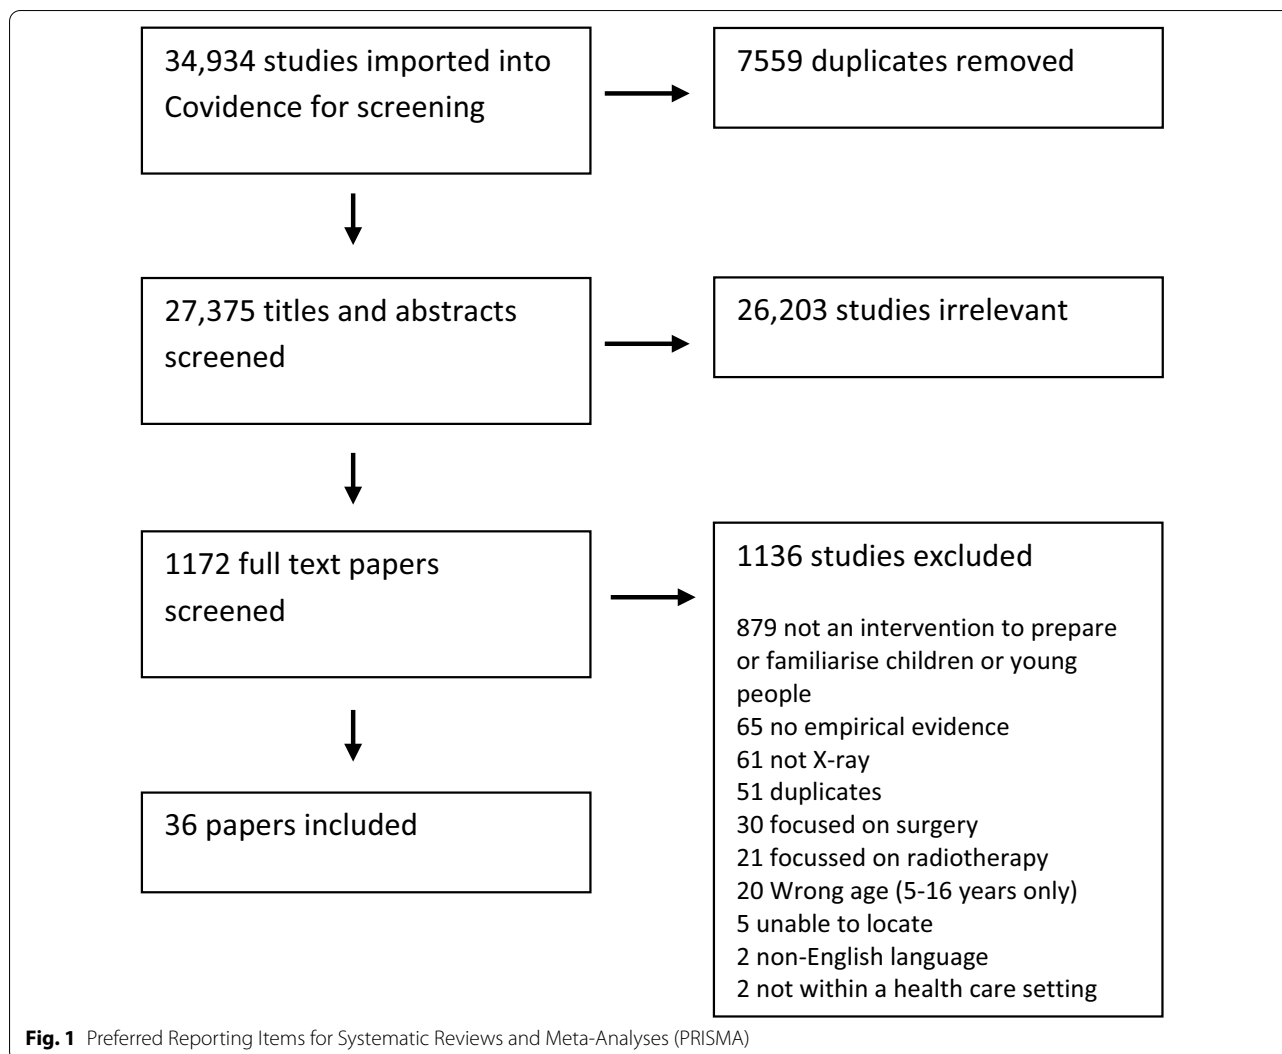 34,934 studies imported into
Covidence for screening
7559 duplicates removed
27,375 titles and abstracts
screened
26,203 studies irrelevant
1172 full text papers
screened
1136 studies excluded
879 not an intervention to prepare
or familiarise children or young
people
65 no empirical evidence
61 not X-ray
51 duplicates
30 focused on surgery
21 focussed on radiotherapy
20 Wrong age (5-16 years only)
5 unable to locate
2 non-English language
2 not within a health care setting
36 papers included
Fig. 1 Preferred Reporting Items for Systematic Reviews and Meta-Analyses (PRISMA)